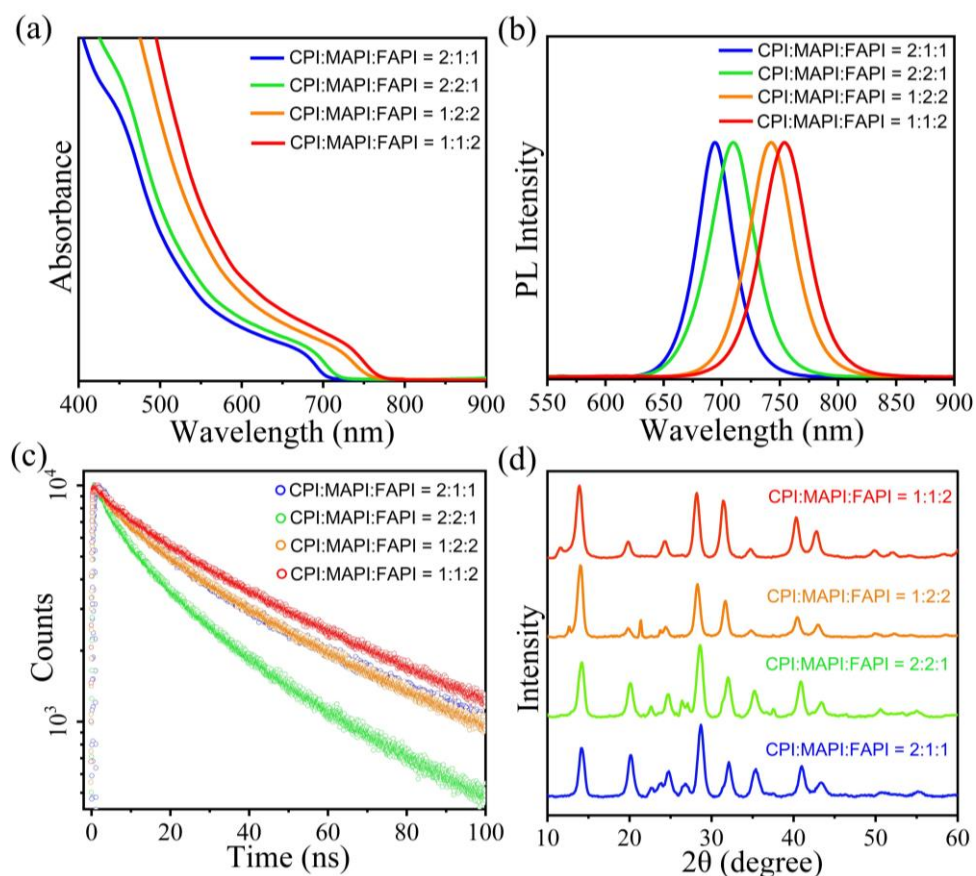 (a)
CPI:MAPI:FAPI = 2:1:1
CPI:MAPI:FAPI = 2:2:1
CPI:MAPI:FAPI = 1:2:2
CPI:MAPI:FAPI = 1:1:2
Absorbance
400 500 600 700 800 900
Wavelength (nm)
(b)
CPI:MAPI:FAPI = 2:1:1
CPI:MAPI:FAPI = 2:2:1
CPI:MAPI:FAPI = 1:2:2
CPI:MAPI:FAPI = 1:1:2
PL Intensity
550 600 650 700 750 800 850 900
Wavelength (nm)
(c)
10⁴
CPI:MAPI:FAPI = 2:1:1
CPI:MAPI:FAPI = 2:2:1
CPI:MAPI:FAPI = 1:2:2
CPI:MAPI:FAPI = 1:1:2
Counts
10³
0 20 40 60 80 100
Time (ns)
(d)
CPI:MAPI:FAPI = 1:1:2
CPI:MAPI:FAPI = 1:2:2
CPI:MAPI:FAPI = 2:2:1
CPI:MAPI:FAPI = 2:1:1
Intensity
10 20 30 40 50 60
2θ (degree)